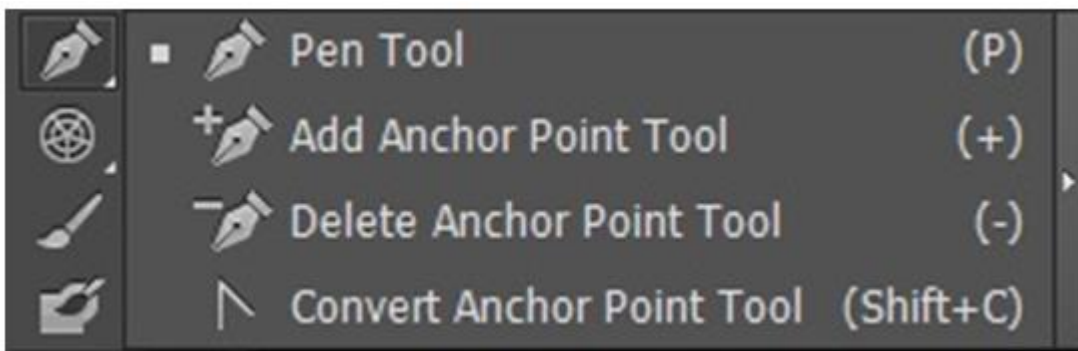 Pen Tool (P)
Add Anchor Point Tool (+)
Delete Anchor Point Tool (-)
Convert Anchor Point Tool (Shift+C)